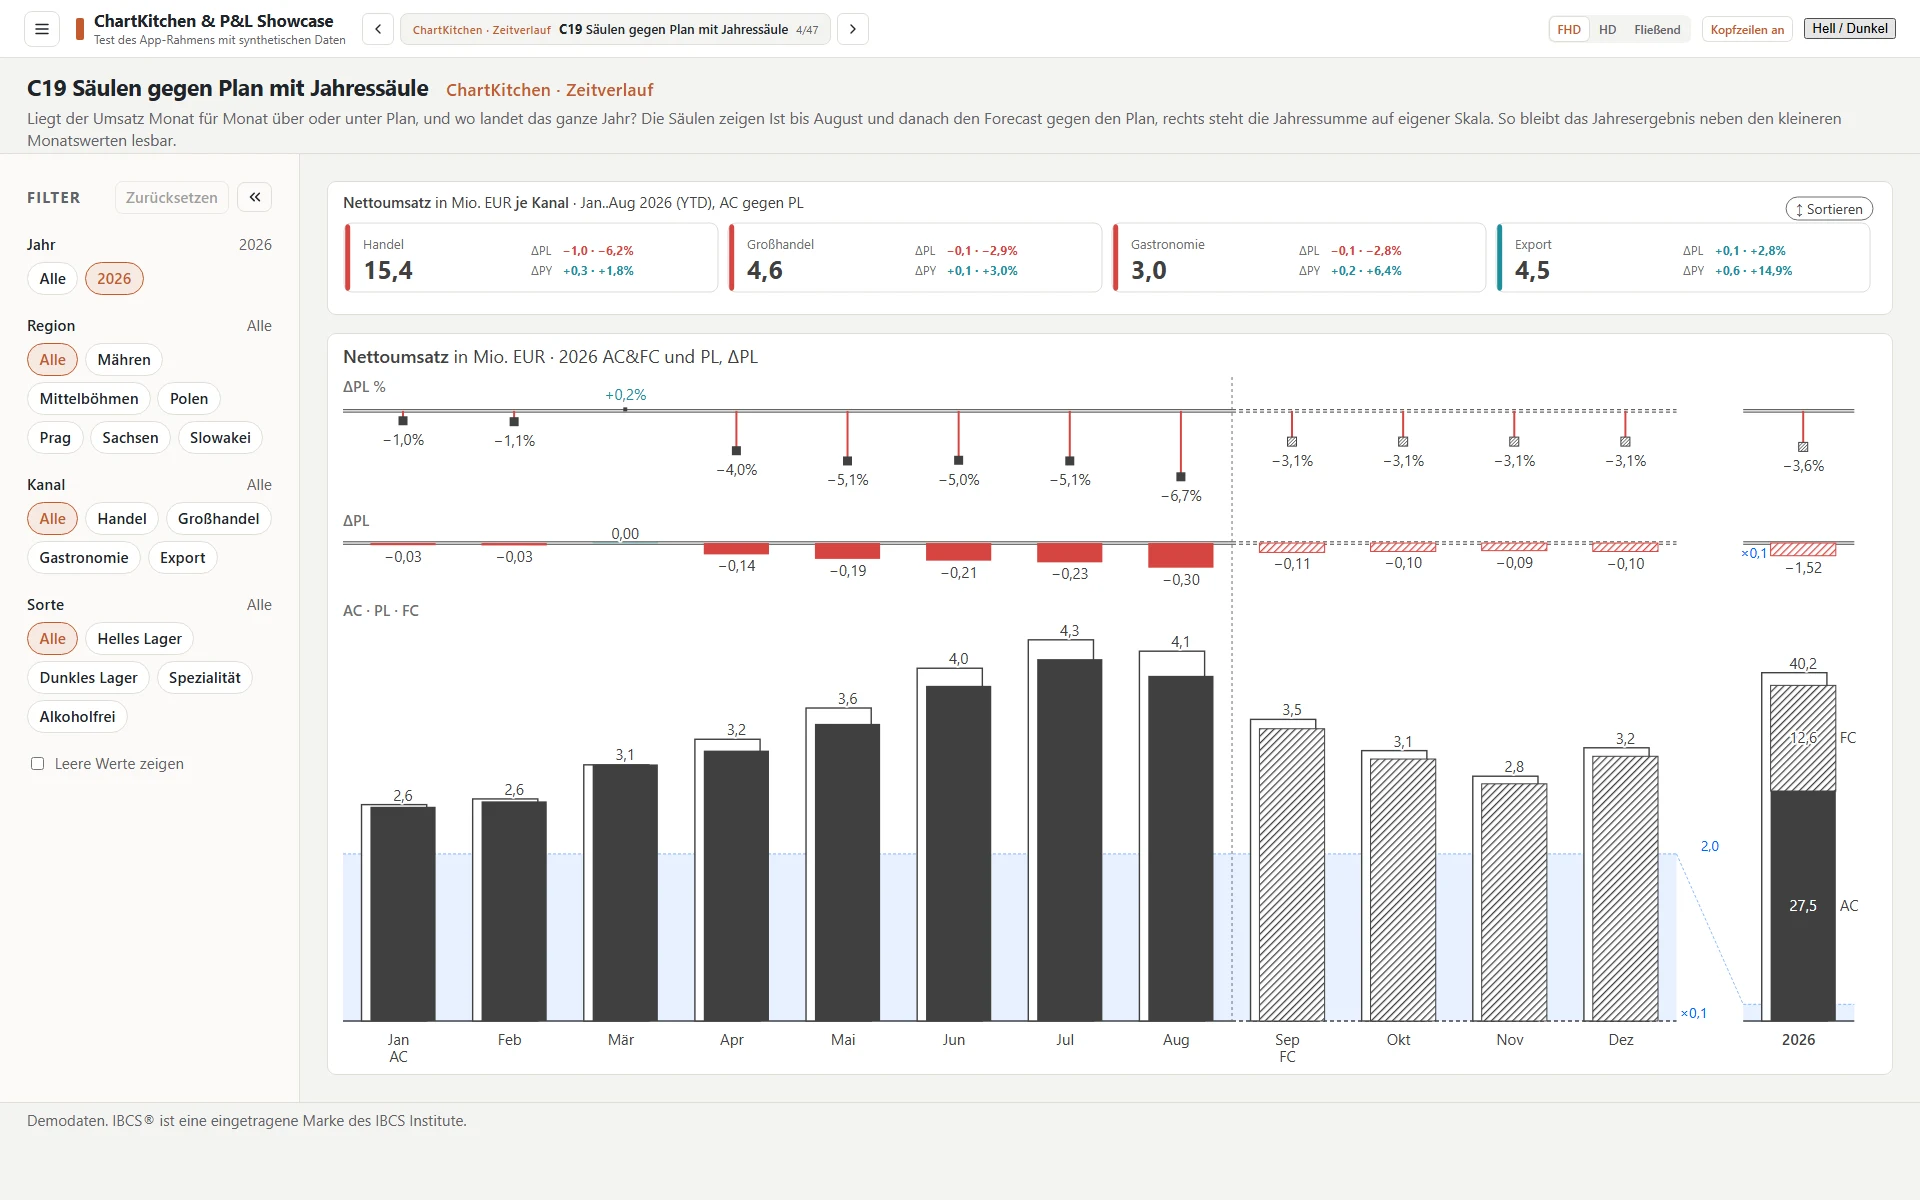 ChartKitchen & P&L Showcase
Test des App-Rahmens mit synthetischen Daten
ChartKitchen · Zeitverlauf C19 Säulen gegen Plan mit Jahressäule 4/47
FHD HD Fließend
Kopfzeilen an
Hell / Dunkel
C19 Säulen gegen Plan mit Jahressäule ChartKitchen · Zeitverlauf
Liegt der Umsatz Monat für Monat über oder unter Plan, und wo landet das ganze Jahr? Die Säulen zeigen Ist bis August und danach den Forecast gegen den Plan, rechts steht die Jahressumme auf eigener Skala. So bleibt das Jahresergebnis neben den kleineren
Monatswerten lesbar.
FILTER Zurücksetzen «
Jahr 2026
Alle 2026
Region Alle
Alle Mähren
Mittelböhmen Polen
Prag Sachsen Slowakei
Kanal Alle
Alle Handel Großhandel
Gastronomie Export
Sorte Alle
Alle Helles Lager
Dunkles Lager Spezialität
Alkoholfrei
Leere Werte zeigen
Nettoumsatz in Mio. EUR je Kanal · Jan..Aug 2026 (YTD), AC gegen PL
↕ Sortieren
Handel
15,4
ΔPL −1,0 · −6,2%
ΔPY +0,3 · +1,8%
Großhandel
4,6
ΔPL −0,1 · −2,9%
ΔPY +0,1 · +3,0%
Gastronomie
3,0
ΔPL −0,1 · −2,8%
ΔPY +0,2 · +6,4%
Export
4,5
ΔPL +0,1 · +2,8%
ΔPY +0,6 · +14,9%
Nettoumsatz in Mio. EUR · 2026 AC&FC und PL, ΔPL
ΔPL %
−1,0% −1,1% +0,2% −4,0% −5,1% −5,0% −5,1% −6,7% −3,1% −3,1% −3,1% −3,1% −3,6%
ΔPL
−0,03 −0,03 0,00 −0,14 −0,19 −0,21 −0,23 −0,30 −0,11 −0,10 −0,09 −0,10 ×0,1 −1,52
AC · PL · FC
2,6 2,6 3,1 3,2 3,6 4,0 4,3 4,1 3,5 3,1 2,8 3,2 40,2
12,6 FC
2,0
27,5 AC
×0,1
Jan Feb Mär Apr Mai Jun Jul Aug Sep Okt Nov Dez 2026
AC FC
Demodaten. IBCS® ist eine eingetragene Marke des IBCS Institute.